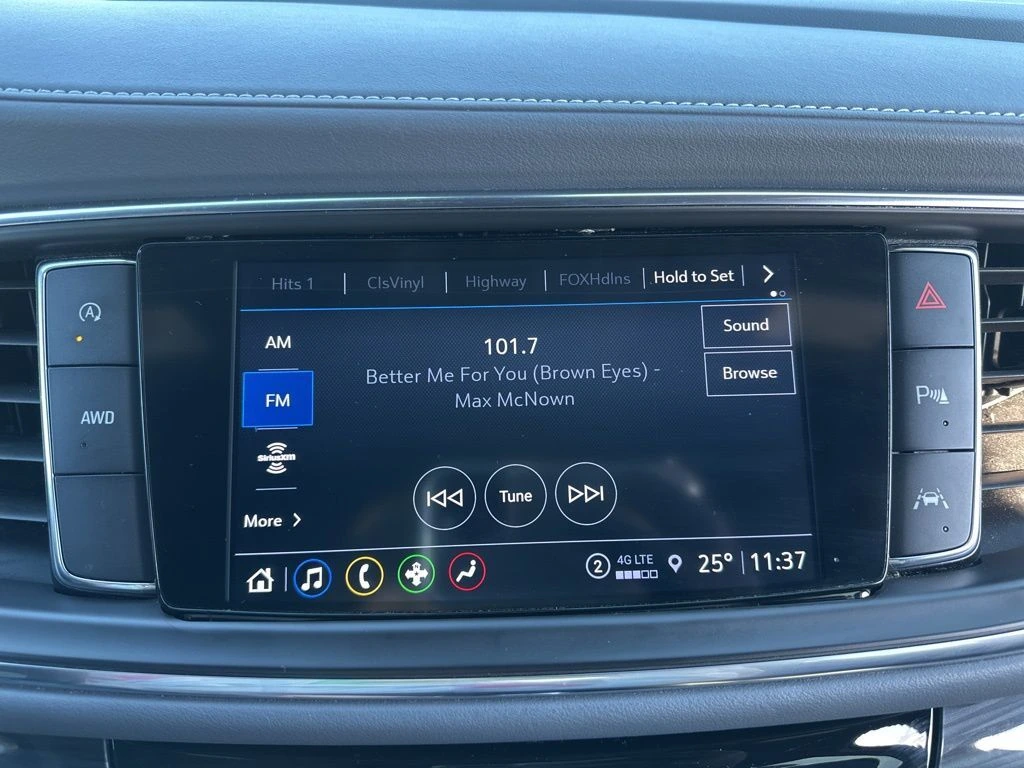 Hits 1
ClsVinyl
Highway
FOXHdlns
Hold to Set
AM
FM
SiriusXM
More
101.7
Better Me For You (Brown Eyes) -
Max McNown
Sound
Browse
Tune
2
4G LTE
25°
11:37
A
AWD
P